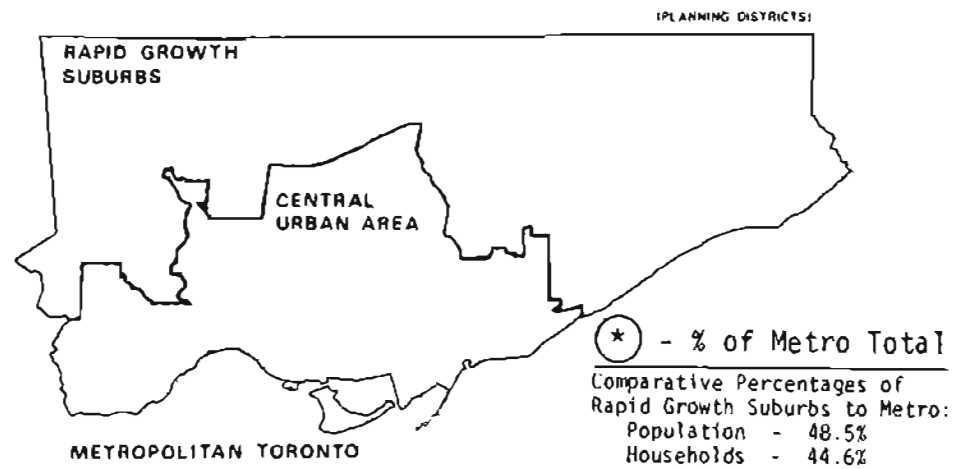 (PLANNING DISTRICTS)
RAPID GROWTH
SUBURBS
CENTRAL
URBAN AREA
* - % of Metro Total
Comparative Percentages of
Rapid Growth Suburbs to Metro:
Population - 48.5%
Households - 44.6%
METROPOLITAN TORONTO